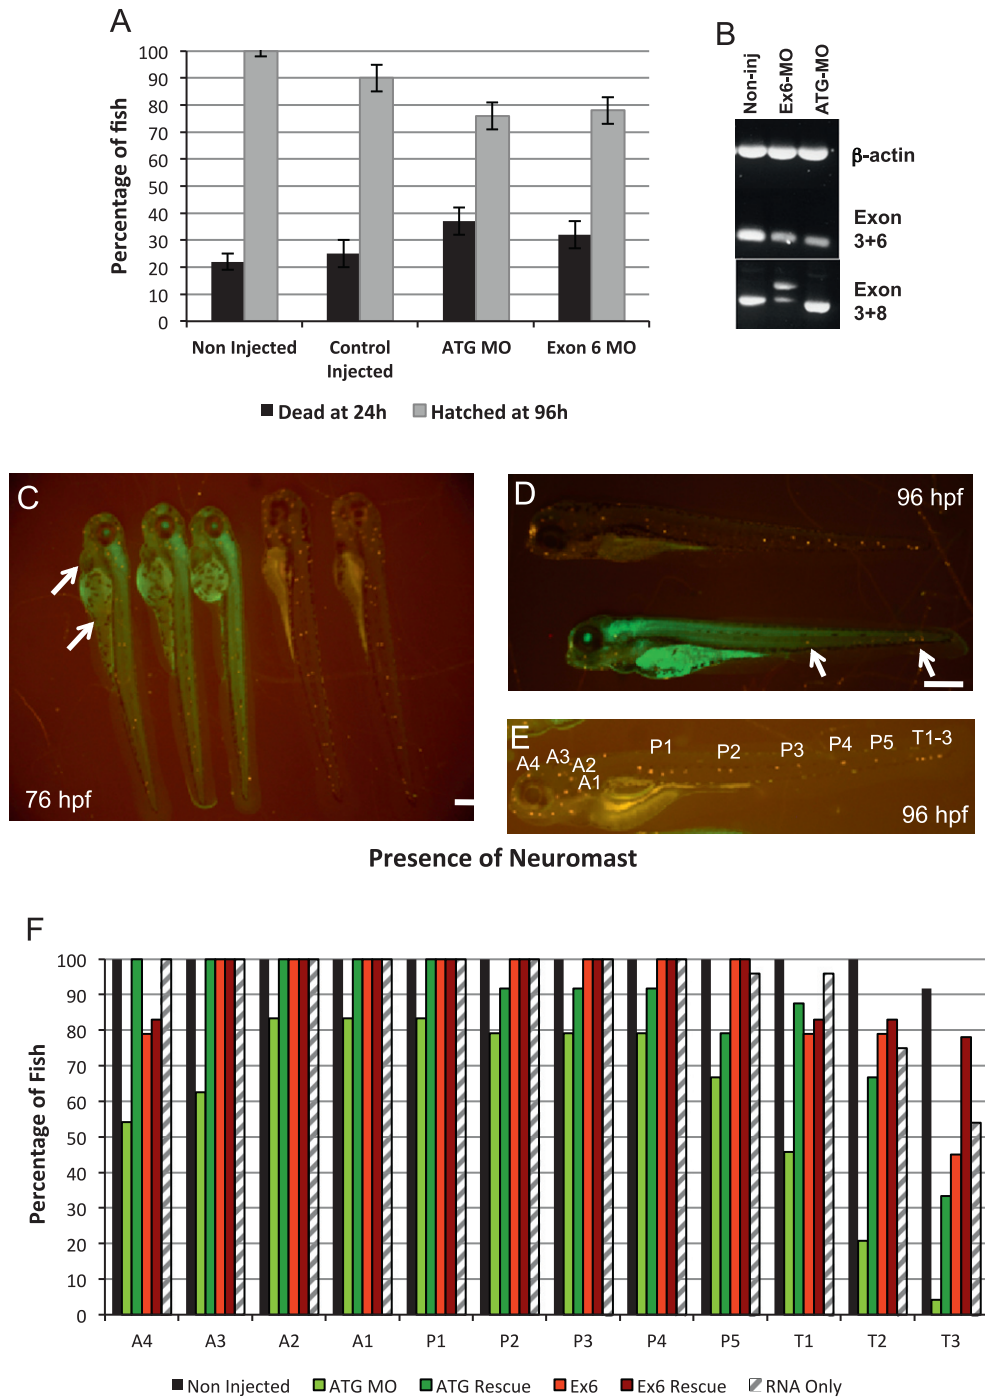 A
100
90
80
70
60
50
40
30
20
10
0
Percentage of fish
Non Injected
Control
Injected
ATG MO
Exon 6 MO
Dead at 24h
Hatched at 96h
B
Non-inj
Ex6-MO
ATG-MO
β-actin
Exon
3+6
Exon
3+8
C
76 hpf
D
96 hpf
E
A4
A3
A2
A1
P1
P2
P3
P4
P5
T1-3
96 hpf
Presence of Neuromast
F
100
90
80
70
60
50
40
30
20
10
0
Percentage of Fish
A4
A3
A2
A1
P1
P2
P3
P4
P5
T1
T2
T3
Non Injected
ATG MO
ATG Rescue
Ex6
Ex6 Rescue
RNA Only